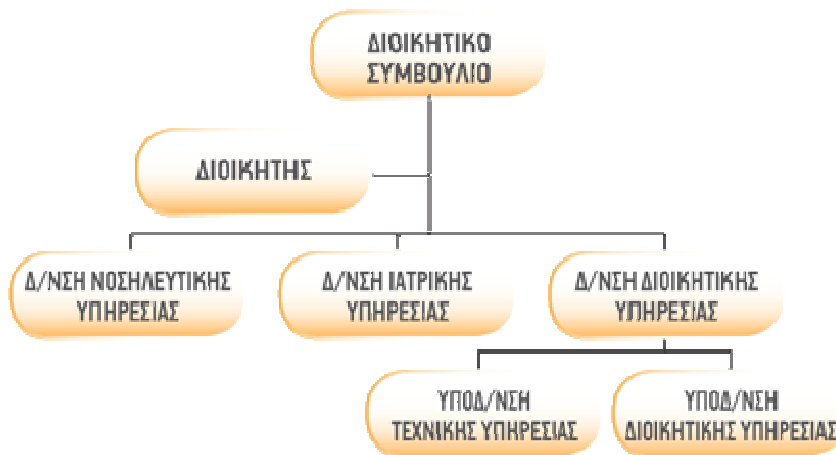 ΔΙΟΙΚΗΤΙΚΟ
ΣΥΜΒΟΥΛΙΟ
ΔΙΟΙΚΗΤΗΣ
Δ/ΝΣΗ ΝΟΣΗΛΕΥΤΙΚΗΣ
ΥΠΗΡΕΣΙΑΣ
Δ/ΝΣΗ ΙΑΤΡΙΚΗΣ
ΥΠΗΡΕΣΙΑΣ
Δ/ΝΣΗ ΔΙΟΙΚΗΤΙΚΗΣ
ΥΠΗΡΕΣΙΑΣ
ΥΠΟΔ/ΝΣΗ
ΤΕΧΝΙΚΗΣ ΥΠΗΡΕΣΙΑΣ
ΥΠΟΔ/ΝΣΗ
ΔΙΟΙΚΗΤΙΚΗΣ ΥΠΗΡΕΣΙΑΣ